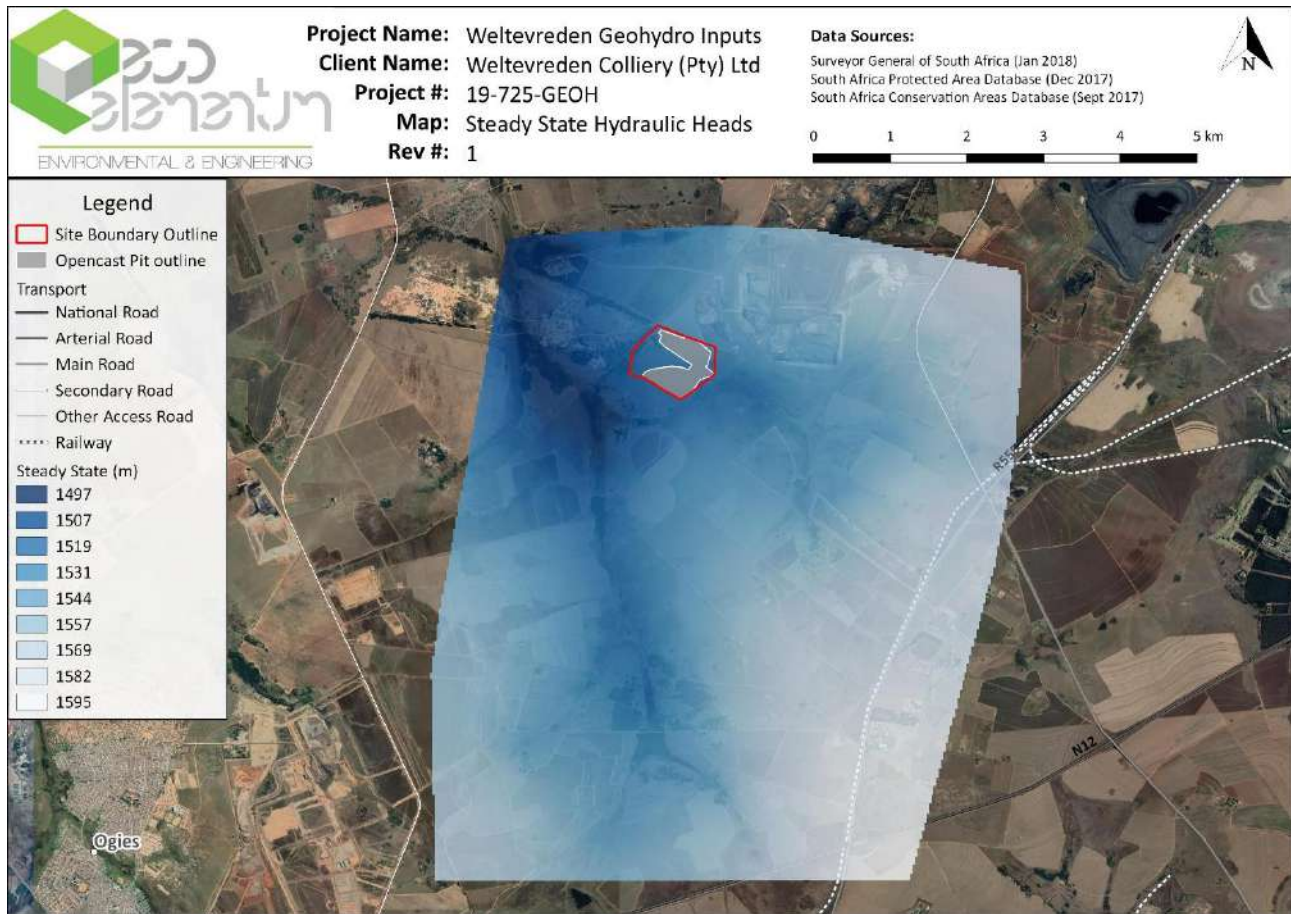 eco
elementum
ENVIRONMENTAL & ENGINEERING
Project Name: Weltevreden Geohydro Inputs
Client Name: Weltevreden Colliery (Pty) Ltd
Project #: 19-725-GEOH
Map: Steady State Hydraulic Heads
Rev #: 1
Data Sources:
Surveyor General of South Africa (Jan 2018)
South Africa Protected Area Database (Dec 2017)
South Africa Conservation Areas Database (Sept 2017)
0 1 2 3 4 5 km
N
Legend
Site Boundary Outline
Opencast Pit outline
Transport
National Road
Arterial Road
Main Road
Secondary Road
Other Access Road
Railway
Steady State (m)
1497
1507
1519
1531
1544
1557
1569
1582
1595
N12
Ogies